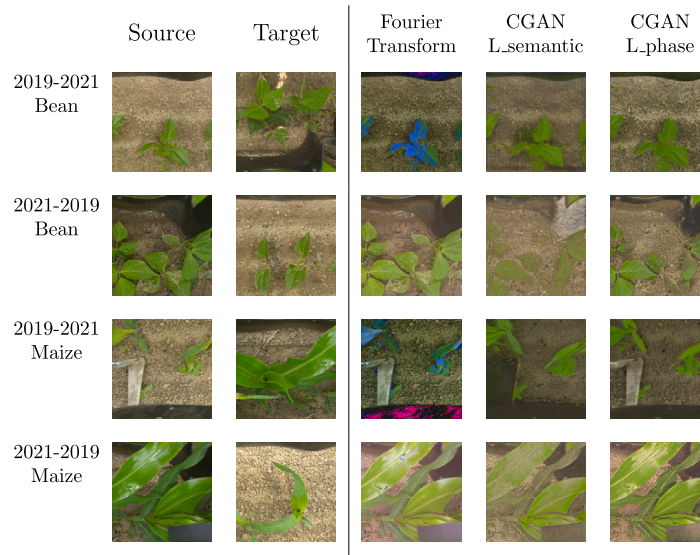 Source
Target
Fourier
Transform
CGAN
L_semantic
CGAN
L_phase
2019-2021
Bean
2021-2019
Bean
2019-2021
Maize
2021-2019
Maize